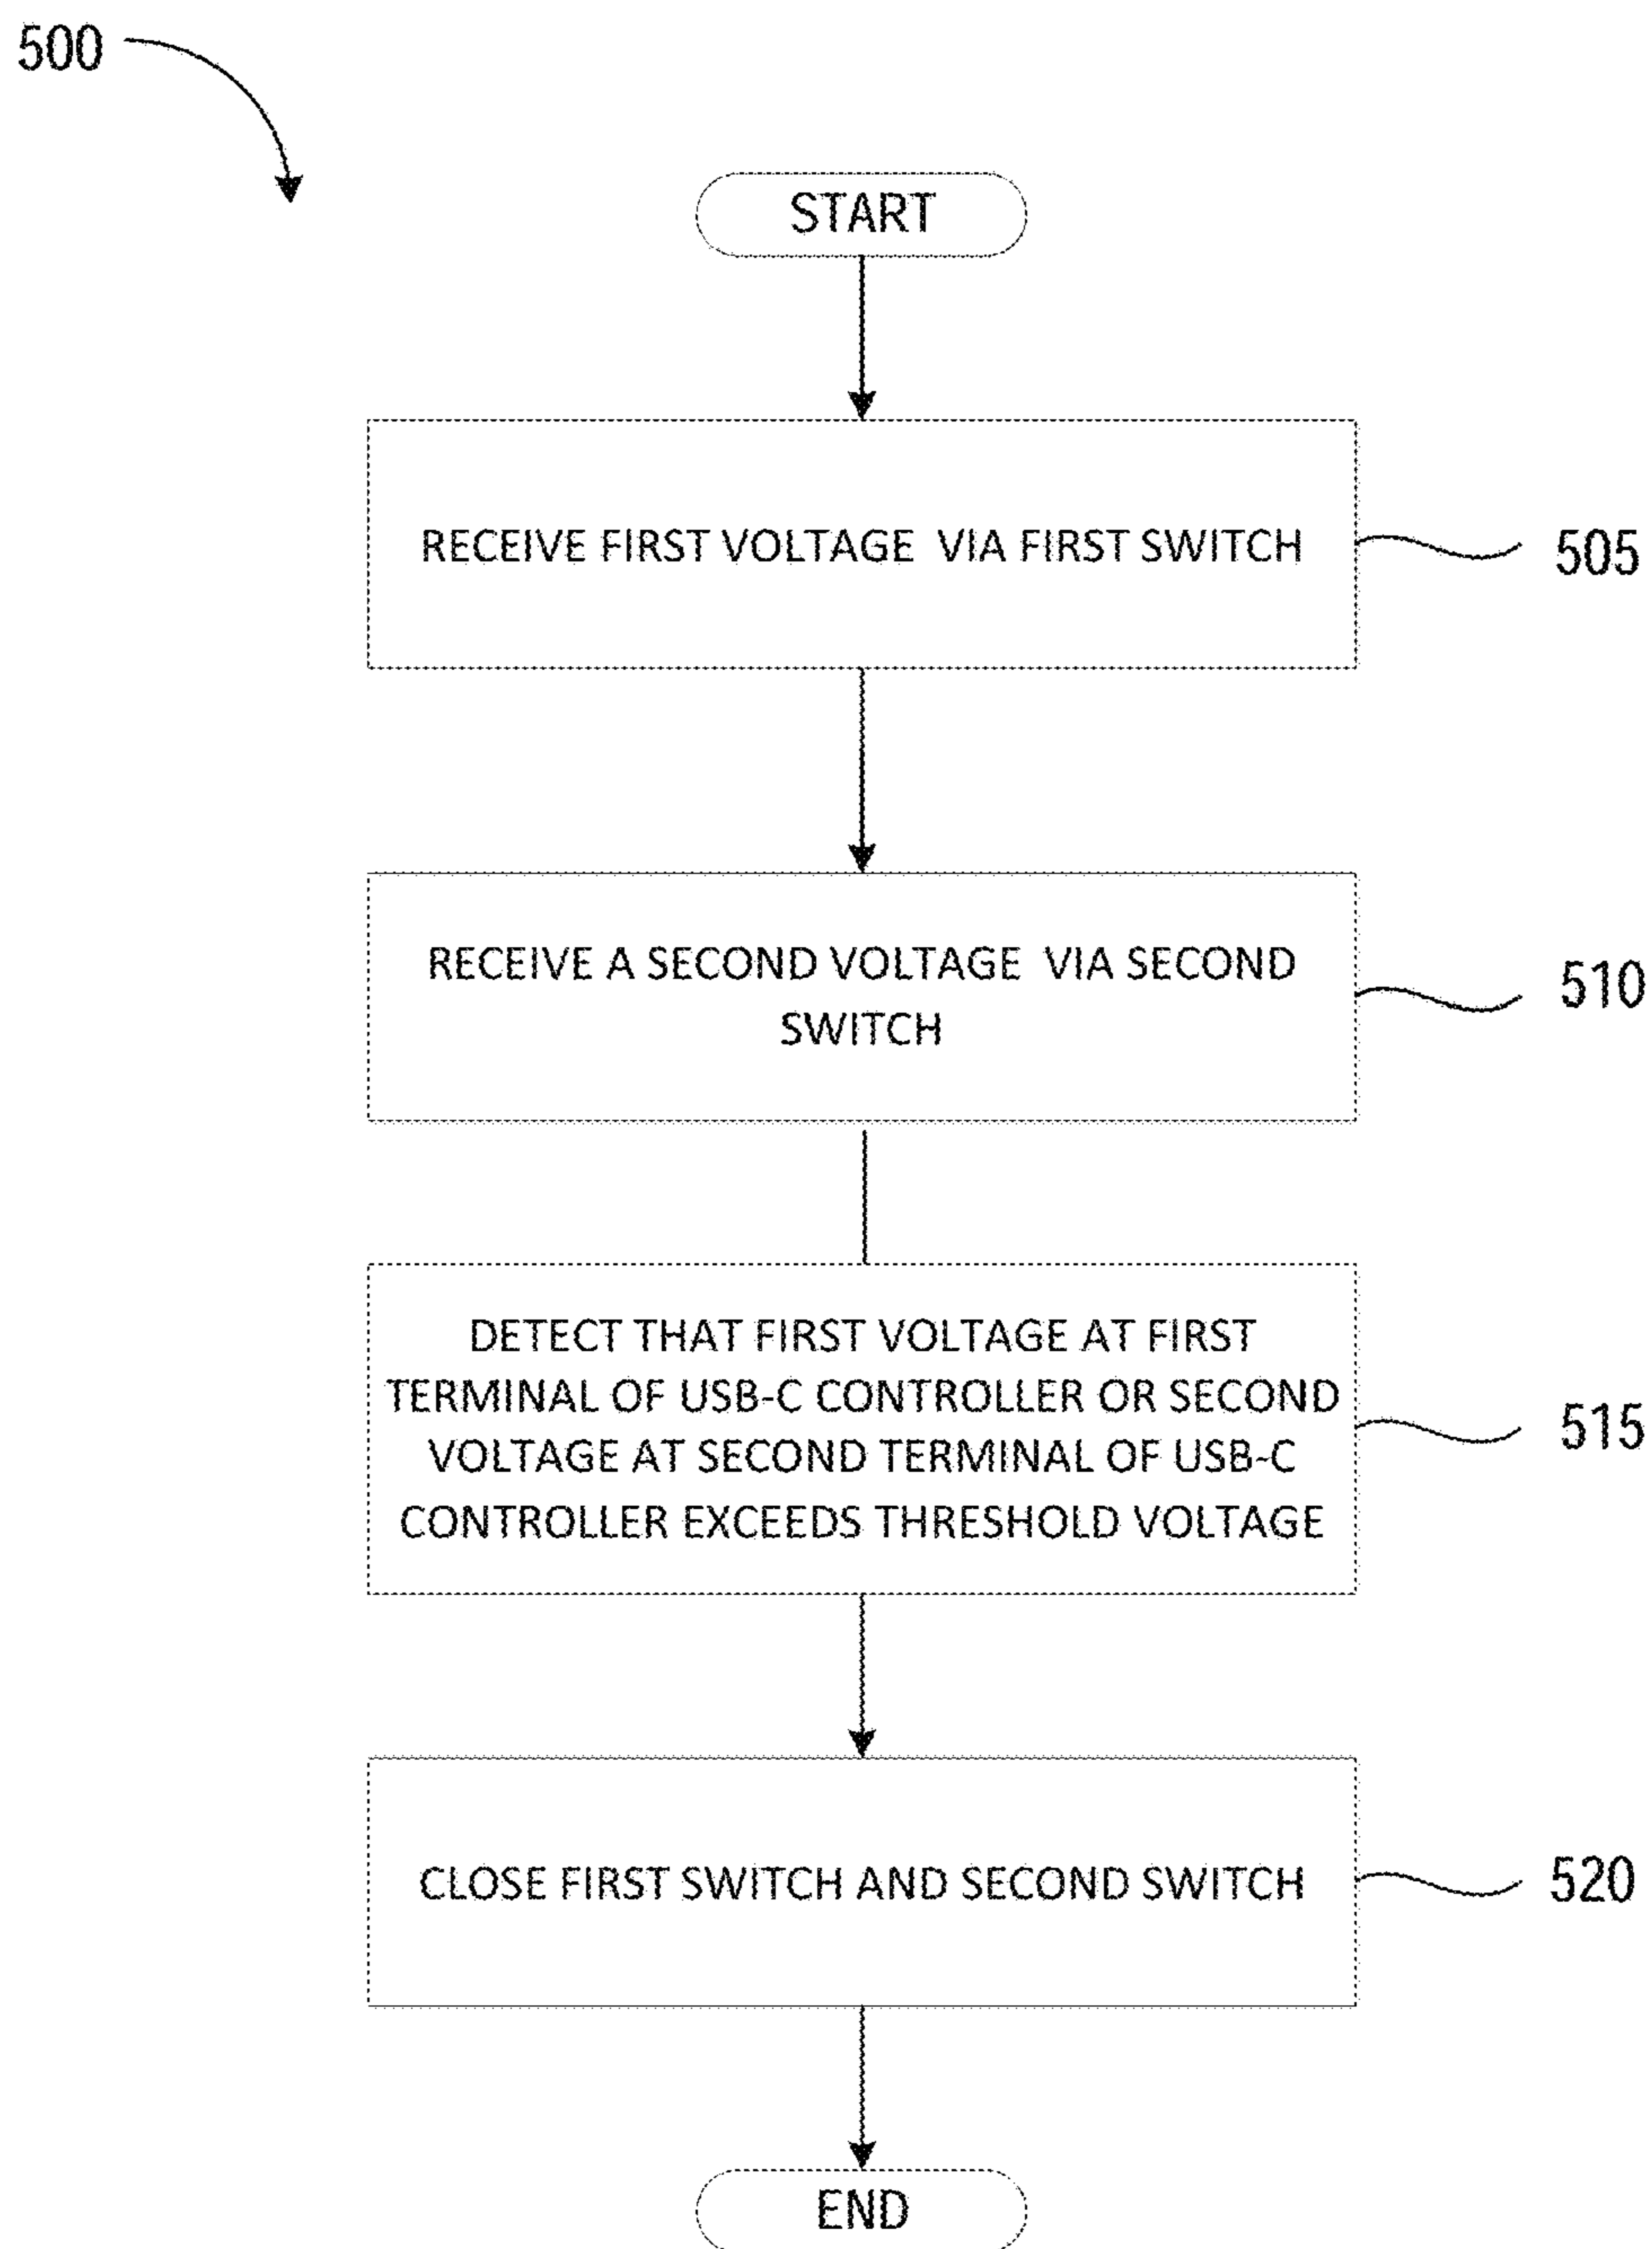 500
START
RECEIVE FIRST VOLTAGE VIA FIRST SWITCH
505
RECEIVE A SECOND VOLTAGE VIA SECOND
SWITCH
510
DETECT THAT FIRST VOLTAGE AT FIRST
TERMINAL OF USB-C CONTROLLER OR SECOND
VOLTAGE AT SECOND TERMINAL OF USB-C
CONTROLLER EXCEEDS THRESHOLD VOLTAGE
515
CLOSE FIRST SWITCH AND SECOND SWITCH
520
END